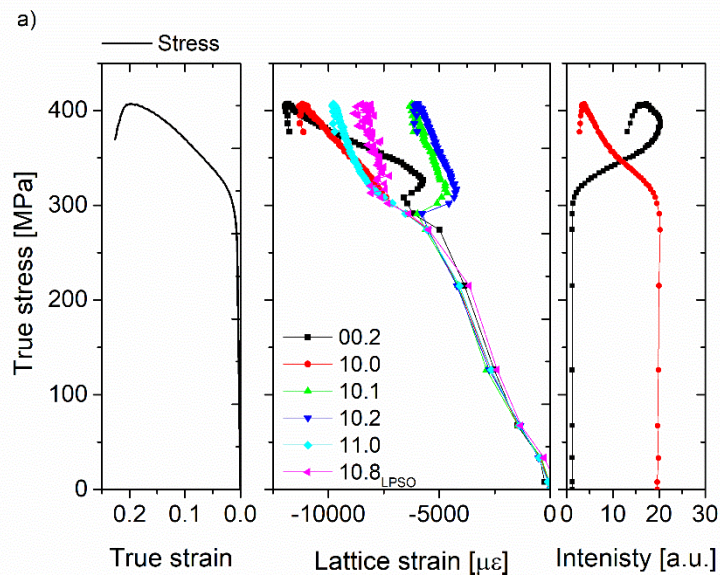 a)
Stress
True stress [MPa]
400
300
200
100
0
0.2 0.1 0.0
True strain
00.2
10.0
10.1
10.2
11.0
10.8LPSO
-10000 -5000 0
Lattice strain [με]
0 10 20 30
Intenisty [a.u.]